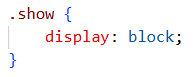 .show {
    display: block;
}